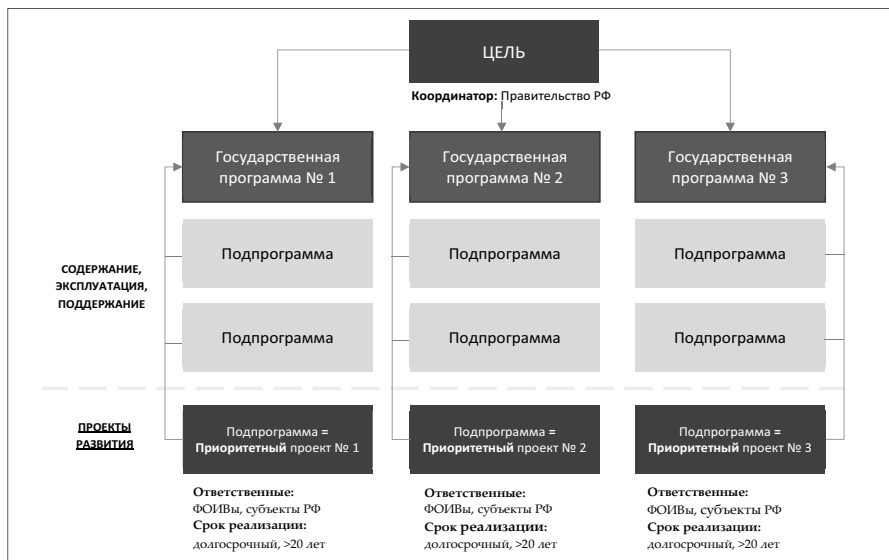 ЦЕЛЬ
Координатор: Правительство РФ
Государственная
программа № 1
Государственная
программа № 2
Государственная
программа № 3
СОДЕРЖАНИЕ,
ЭКСПЛУАТАЦИЯ,
ПОДДЕРЖАНИЕ
Подпрограмма
Подпрограмма
Подпрограмма
Подпрограмма
Подпрограмма
Подпрограмма
ПРОЕКТЫ
РАЗВИТИЯ
Подпрограмма =
Приоритетный проект № 1
Подпрограмма =
Приоритетный проект № 2
Подпрограмма =
Приоритетный проект № 3
Ответственные:
ФОИВы, субъекты РФ
Срок реализации:
долгосрочный, >20 лет
Ответственные:
ФОИВы, субъекты РФ
Срок реализации:
долгосрочный, >20 лет
Ответственные:
ФОИВы, субъекты РФ
Срок реализации:
долгосрочный, >20 лет